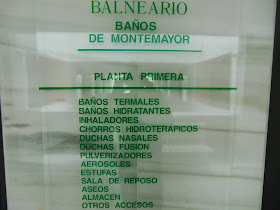 BALNEARIO
BAÑOS
DE MONTEMAYOR
PLANTA PRIMERA
BAÑOS TERMALES
BAÑOS HIDRATANTES
INHALADORES
CHORROS HIDROTERAPICOS
DUCHAS NASALES
DUCHAS FUSION
PULVERIZADORES
AEROSOLES
ESTUFAS
SALA DE REPOSO
ASEOS
ALMACEN
OTROS ACCESOS